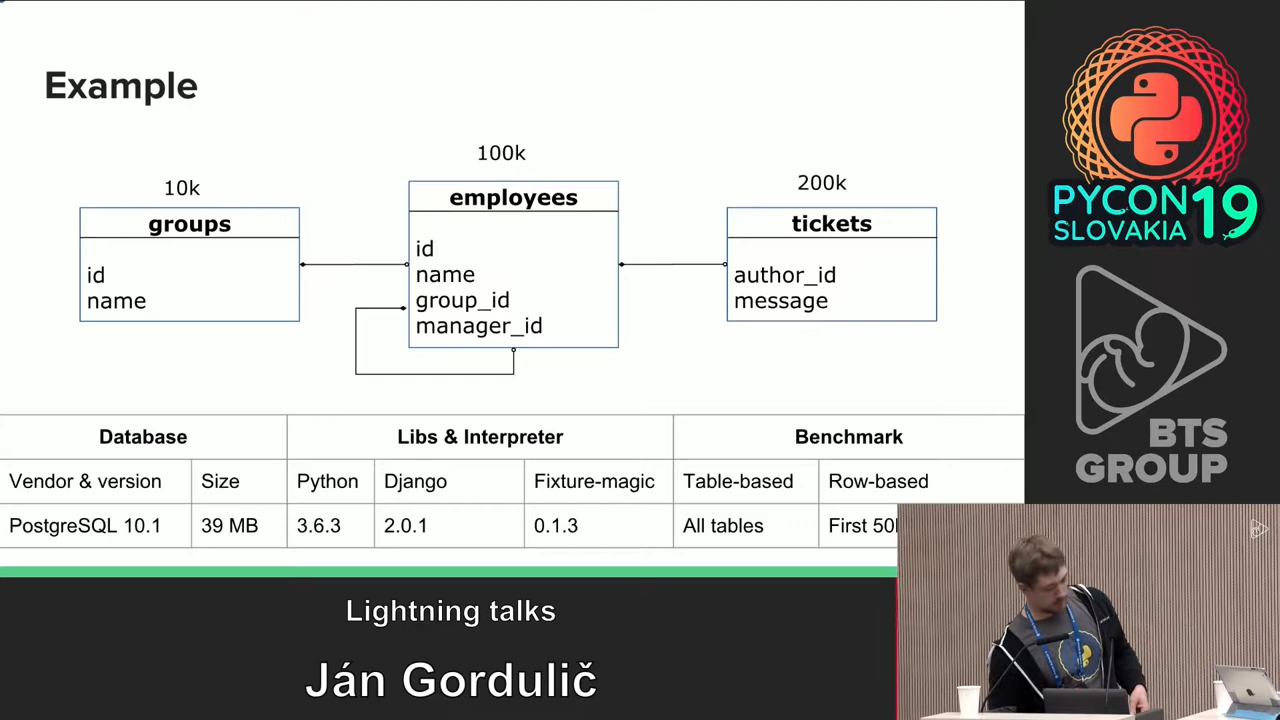 Example
10k
groups
id
name
100k
employees
id
name
group_id
manager_id
200k
tickets
author_id
message
Database Libs & Interpreter Benchmark
Vendor & version Size Python Django Fixture-magic Table-based Row-based
PostgreSQL 10.1 39 MB 3.6.3 2.0.1 0.1.3 All tables First
PYCON
SLOVAKIA
19
BTS
GROUP
Lightning talks
Ján Gordulič